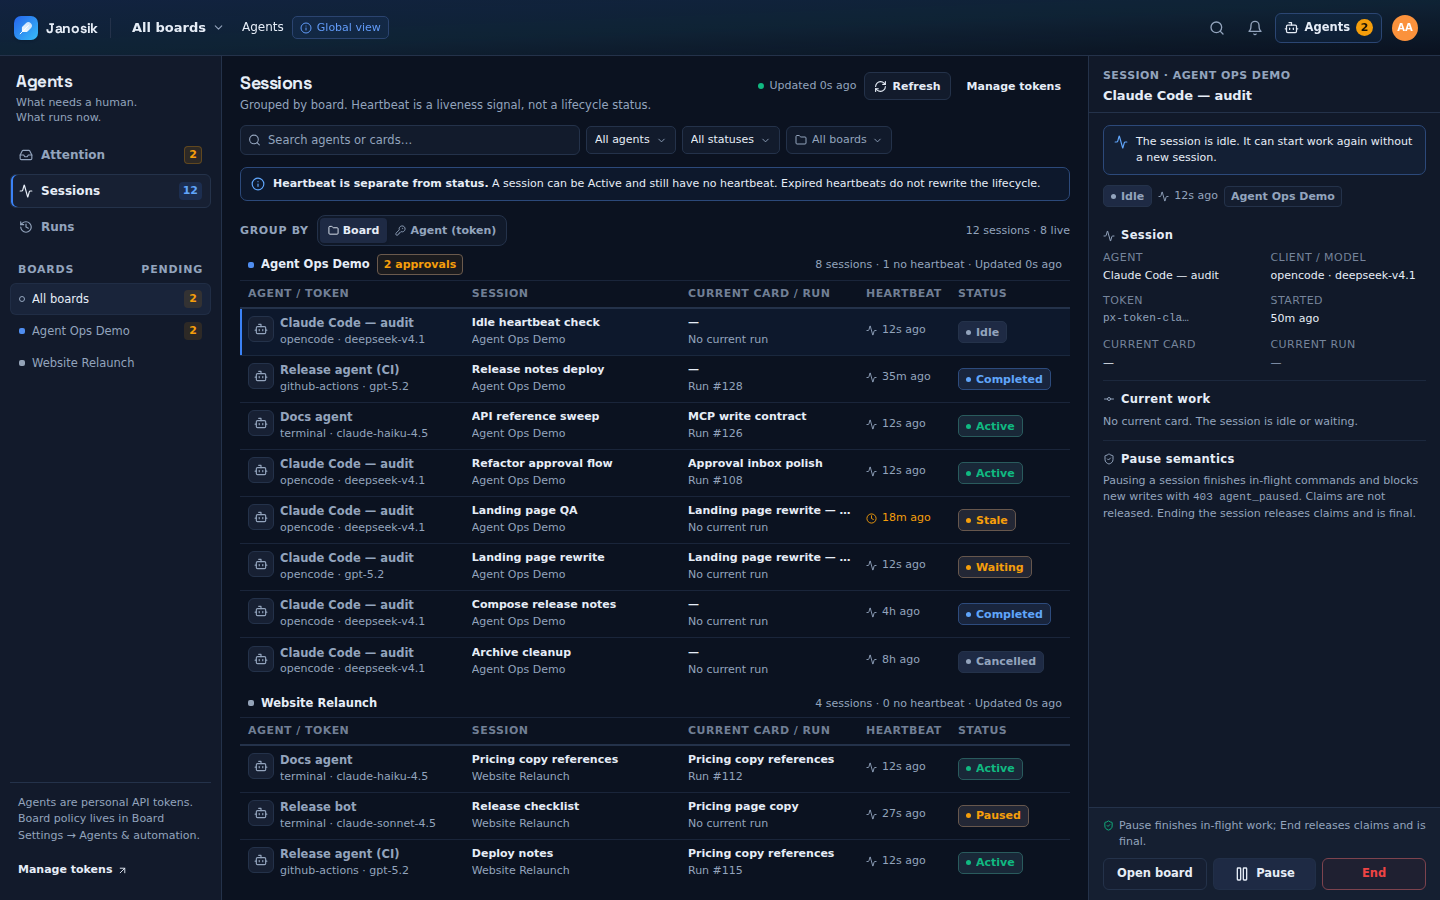 Janosik
All boards
Agents
Global view
Agents 2
AA
Agents
What needs a human.
What runs now.
Attention 2
Sessions 12
Runs
BOARDS PENDING
All boards 2
Agent Ops Demo 2
Website Relaunch
Agents are personal API tokens.
Board policy lives in Board
Settings → Agents & automation.
Manage tokens
Sessions
Grouped by board. Heartbeat is a liveness signal, not a lifecycle status.
Updated 0s ago
Refresh
Manage tokens
Search agents or cards...
All agents
All statuses
All boards
Heartbeat is separate from status. A session can be Active and still have no heartbeat. Expired heartbeats do not rewrite the lifecycle.
GROUP BY Board Agent (token)
12 sessions · 8 live
Agent Ops Demo 2 approvals
8 sessions · 1 no heartbeat · Updated 0s ago
AGENT / TOKEN SESSION CURRENT CARD / RUN HEARTBEAT STATUS
Claude Code — audit Idle heartbeat check — 12s ago Idle
opencode · deepseek-v4.1 Agent Ops Demo No current run
Release agent (CI) Release notes deploy — 35m ago Completed
github-actions · gpt-5.2 Agent Ops Demo Run #128
Docs agent API reference sweep MCP write contract 12s ago Active
terminal · claude-haiku-4.5 Agent Ops Demo Run #126
Claude Code — audit Refactor approval flow Approval inbox polish 12s ago Active
opencode · deepseek-v4.1 Agent Ops Demo Run #108
Claude Code — audit Landing page QA Landing page rewrite — ... 18m ago Stale
opencode · deepseek-v4.1 Agent Ops Demo No current run
Claude Code — audit Landing page rewrite Landing page rewrite — ... 12s ago Waiting
opencode · gpt-5.2 Agent Ops Demo No current run
Claude Code — audit Compose release notes — 4h ago Completed
opencode · deepseek-v4.1 Agent Ops Demo No current run
Claude Code — audit Archive cleanup — 8h ago Cancelled
opencode · deepseek-v4.1 Agent Ops Demo No current run
Website Relaunch
4 sessions · 0 no heartbeat · Updated 0s ago
AGENT / TOKEN SESSION CURRENT CARD / RUN HEARTBEAT STATUS
Docs agent Pricing copy references Pricing copy references 12s ago Active
terminal · claude-haiku-4.5 Website Relaunch Run #112
Release bot Release checklist Pricing page copy 27s ago Paused
terminal · claude-sonnet-4.5 Website Relaunch No current run
Release agent (CI) Deploy notes Pricing copy references 12s ago Active
github-actions · gpt-5.2 Website Relaunch Run #115
SESSION · AGENT OPS DEMO
Claude Code — audit
The session is idle. It can start work again without
a new session.
Idle 12s ago Agent Ops Demo
Session
AGENT CLIENT / MODEL
Claude Code — audit opencode · deepseek-v4.1
TOKEN STARTED
px-token-cla… 50m ago
CURRENT CARD CURRENT RUN
— —
Current work
No current card. The session is idle or waiting.
Pause semantics
Pausing a session finishes in-flight commands and blocks
new writes with 403 agent_paused. Claims are not
released. Ending the session releases claims and is final.
Pause finishes in-flight work; End releases claims and is
final.
Open board Pause End